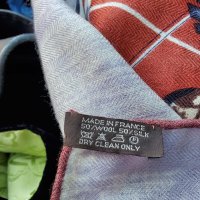 MADE IN FRANCE
50/WOOL 50/SILK
DRY CLEAN ONLY